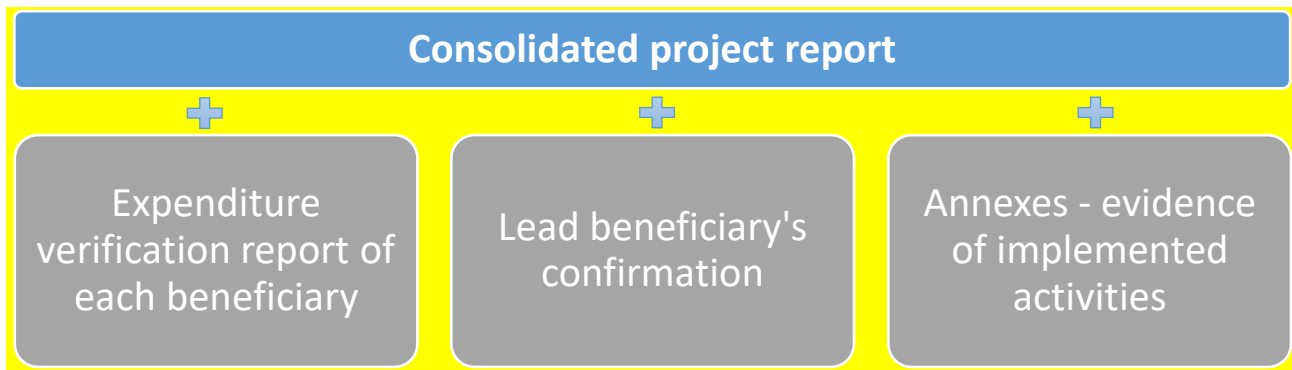 Consolidated project report
Expenditure
verification report of
each beneficiary
Lead beneficiary's
confirmation
Annexes - evidence
of implemented
activities